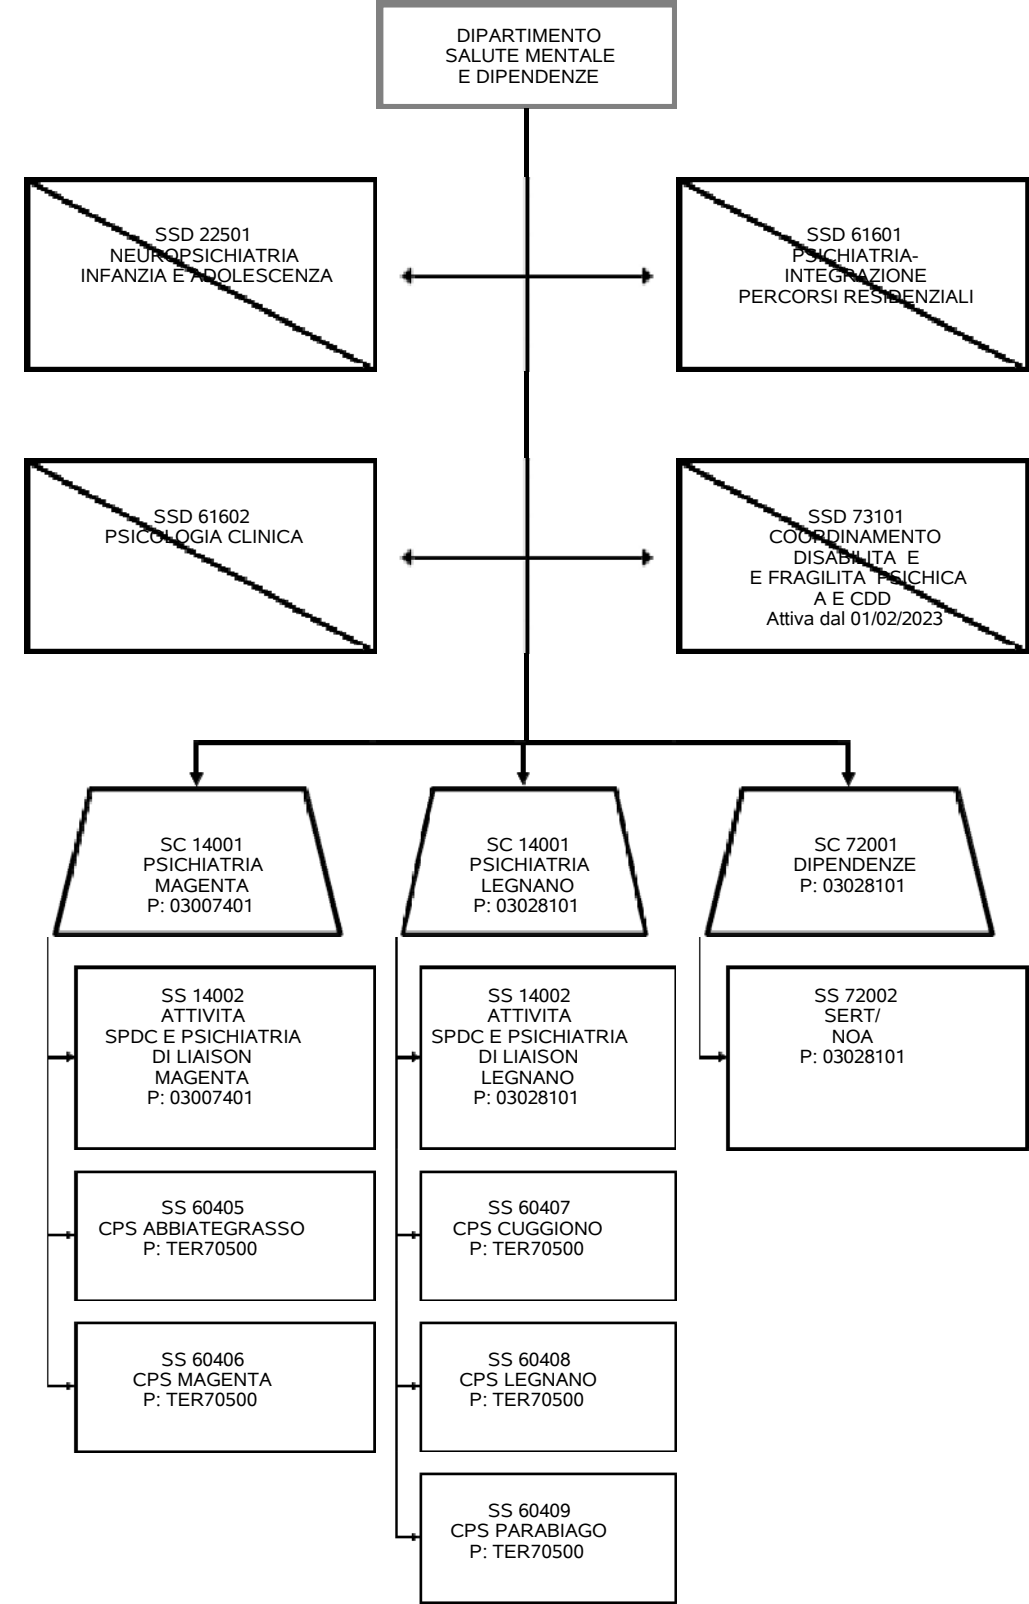 DIPARTIMENTO
SALUTE MENTALE
E DIPENDENZE
SSD 22501
NEUROPSICHIATRIA
INFANZIA E ADOLESCENZA
SSD 61601
PSICHIATRIA-
INTEGRAZIONE
PERCORSI RESIDENZIALI
SSD 61602
PSICOLOGIA CLINICA
SSD 73101
COORDINAMENTO
DISABILITA E
E FRAGILITA PSICHICA
A E CDD
Attiva dal 01/02/2023
SC 14001
PSICHIATRIA
MAGENTA
P: 03007401
SC 14001
PSICHIATRIA
LEGNANO
P: 03028101
SC 72001
DIPENDENZE
P: 03028101
SS 14002
ATTIVITA
SPDC E PSICHIATRIA
DI LIAISON
MAGENTA
P: 03007401
SS 14002
ATTIVITA
SPDC E PSICHIATRIA
DI LIAISON
LEGNANO
P: 03028101
SS 72002
SERT/
NOA
P: 03028101
SS 60405
CPS ABBIATEGRASSO
P: TER70500
SS 60407
CPS CUGGIONO
P: TER70500
SS 60406
CPS MAGENTA
P: TER70500
SS 60408
CPS LEGNANO
P: TER70500
SS 60409
CPS PARABIAGO
P: TER70500